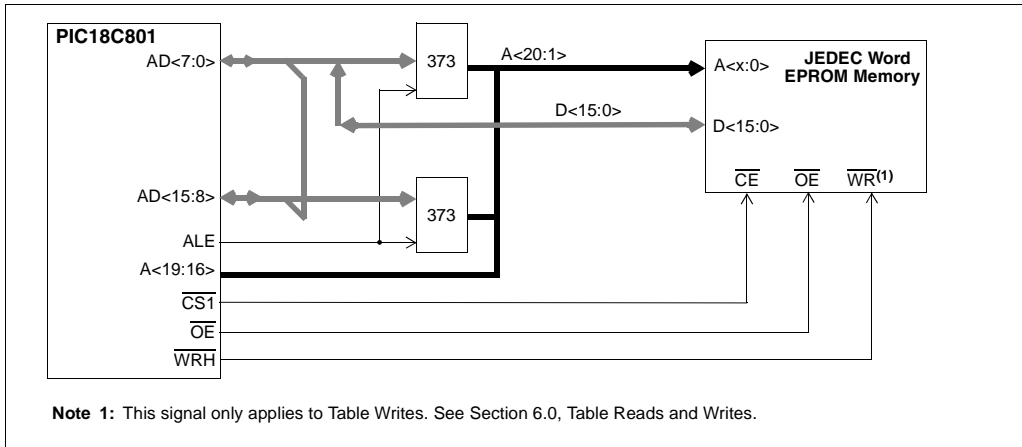 PIC18C801
AD<7:0>
373
A<20:1>
JEDEC Word
EPROM Memory
A<x:0>
D<15:0>
D<15:0>
CE
OE
WR(1)
AD<15:8>
373
ALE
A<19:16>
CS1
OE
WRH
Note 1: This signal only applies to Table Writes. See Section 6.0, Table Reads and Writes.